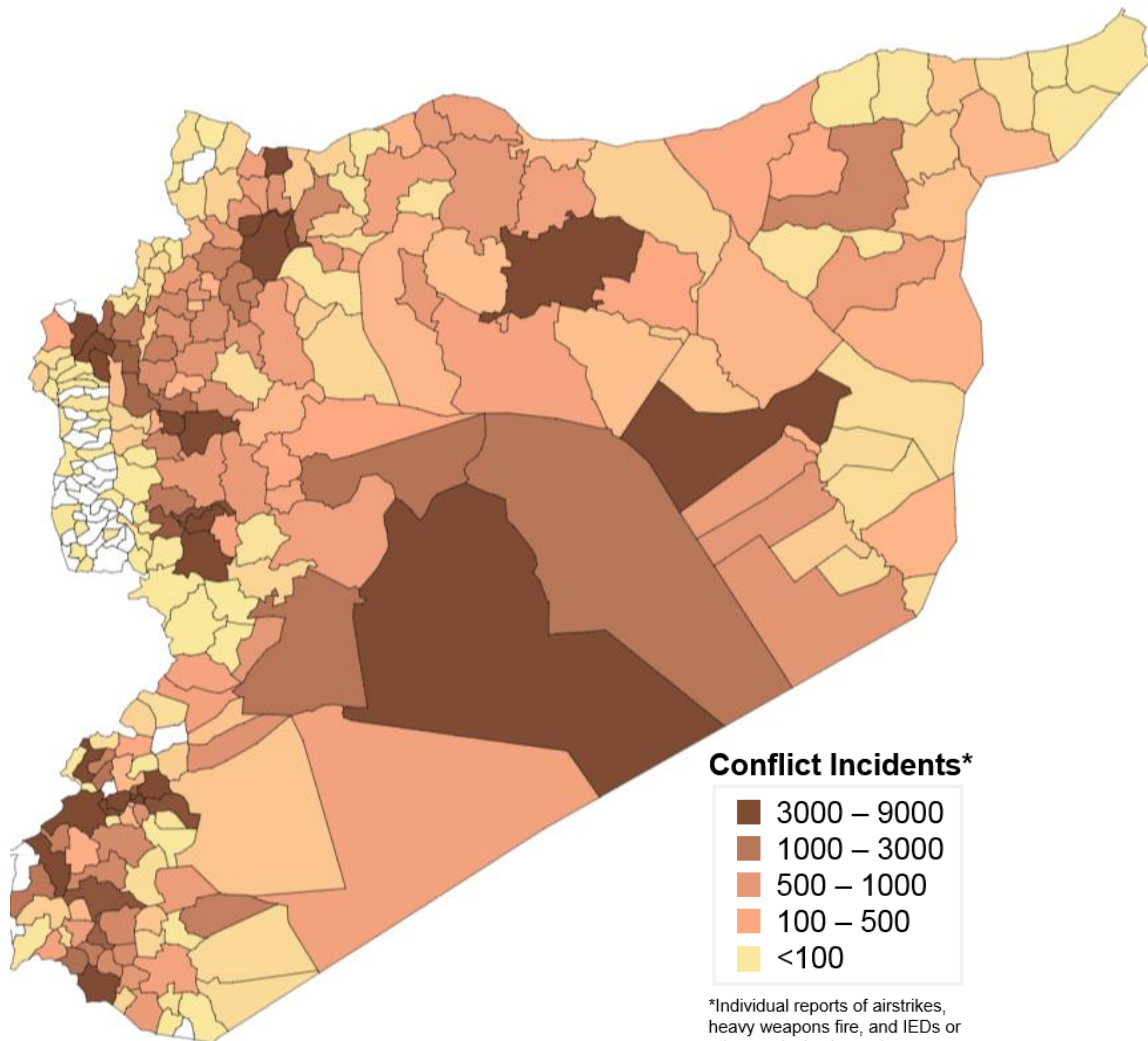 Conflict Incidents*
3000 – 9000
1000 – 3000
500 – 1000
100 – 500
<100
*Individual reports of airstrikes,
heavy weapons fire, and IEDs or